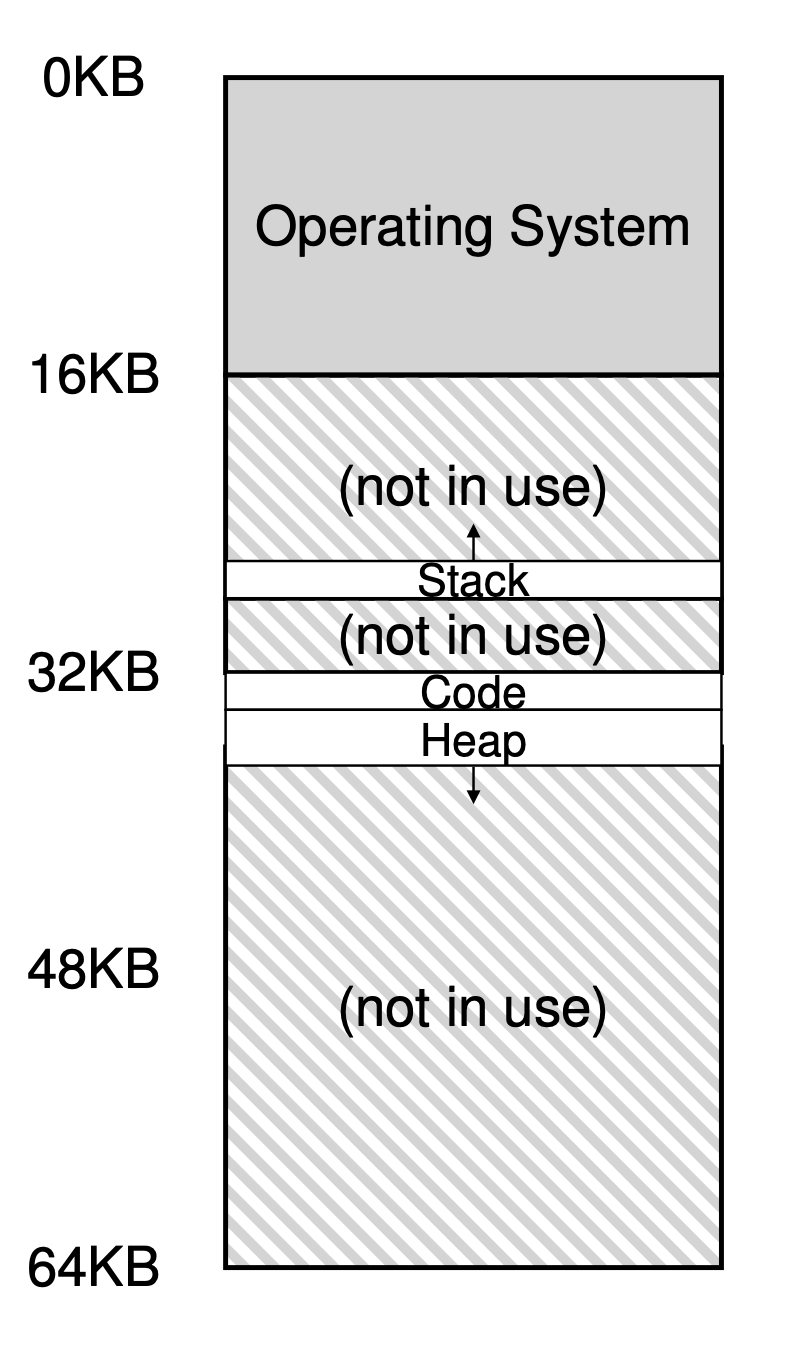 0KB
Operating System
16KB
(not in use)
Stack
(not in use)
32KB
Code
Heap
48KB
(not in use)
64KB